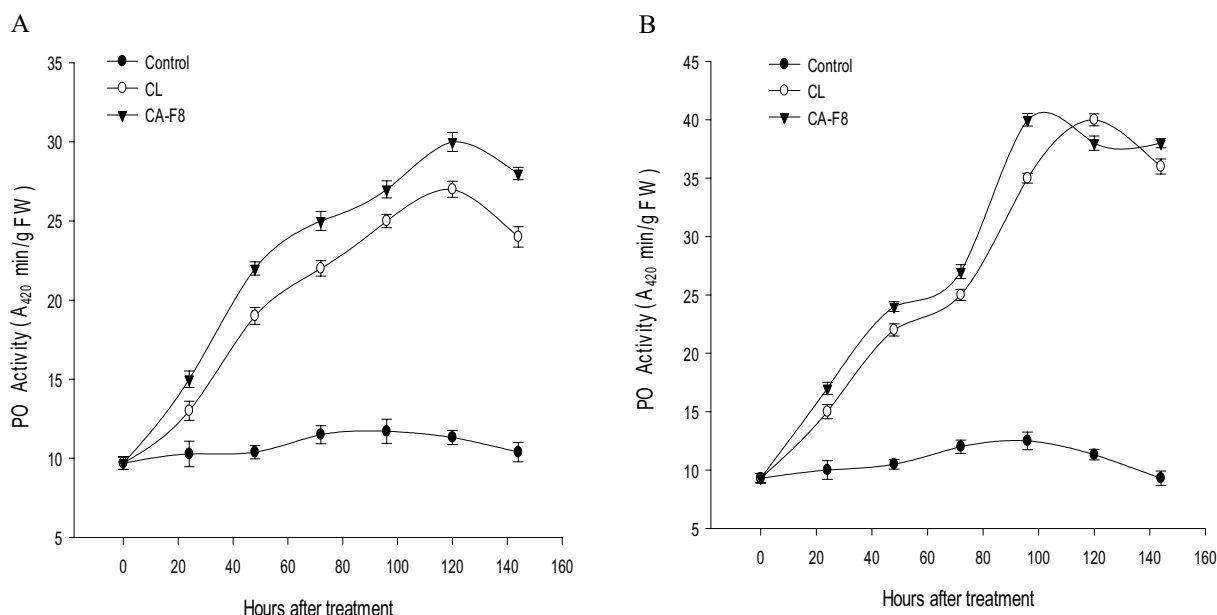 A
Control
CL
CA-F8
35
30
25
20
15
10
5
PO Activity ( A420 min/g FW )
0 20 40 60 80 100 120 140 160
Hours after treatment
B
Control
CL
CA-F8
45
40
35
30
25
20
15
10
5
PO Activity ( A420 min/g FW )
0 20 40 60 80 100 120 140 160
Hours after treatment